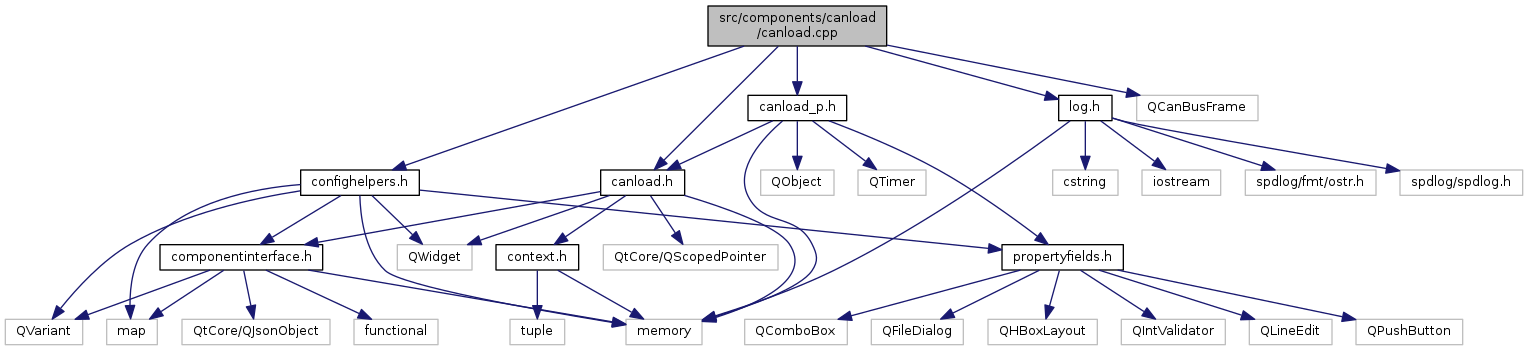 src/components/canload
/canload.cpp
canload_p.h
log.h
QCanBusFrame
confighelpers.h
canload.h
QObject
QTimer
cstring
iostream
spdlog/fmt/ostr.h
spdlog/spdlog.h
componentinterface.h
QWidget
context.h
QtCore/QScopedPointer
propertyfields.h
QVariant
map
QtCore/QJsonObject
functional
tuple
memory
QComboBox
QFileDialog
QHBoxLayout
QIntValidator
QLineEdit
QPushButton